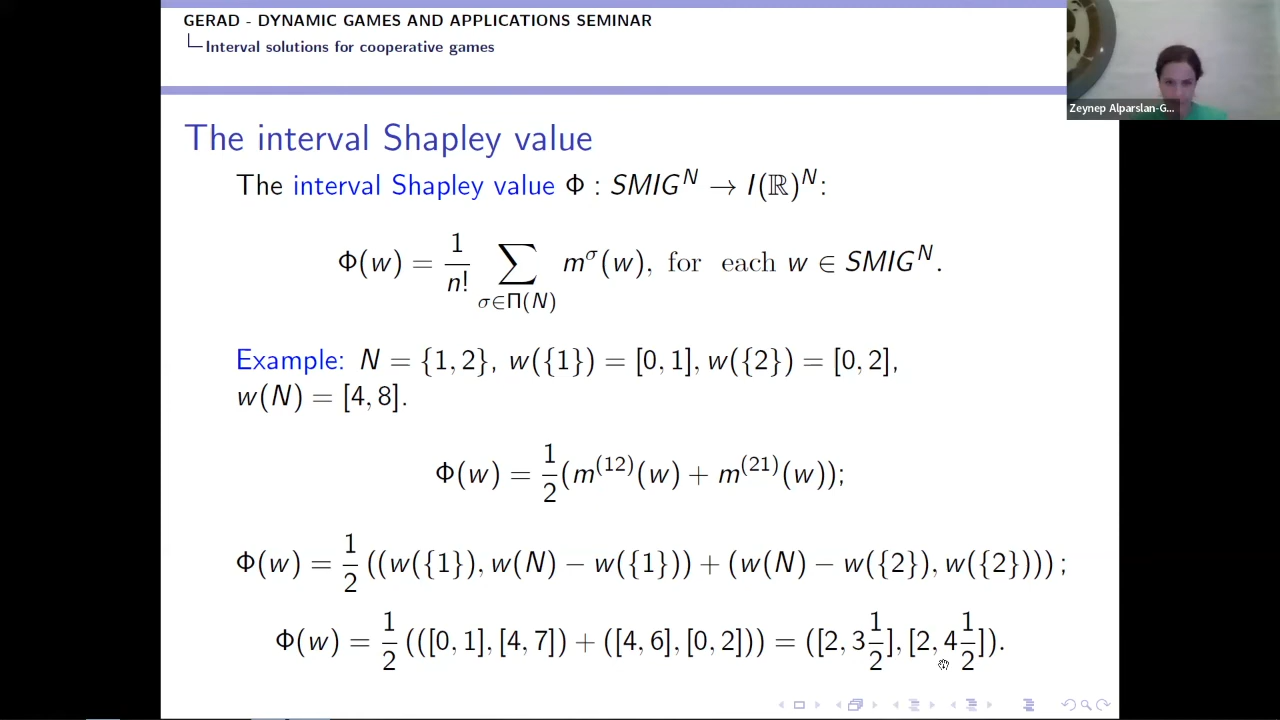 GERAD - DYNAMIC GAMES AND APPLICATIONS SEMINAR
Interval solutions for cooperative games
Zeynep Alparslan-G...
The interval Shapley value
The interval Shapley value Φ : SMIG^N → I(ℝ)^N:
Φ(w) = 1/n! ∑_{σ∈Π(N)} m^σ(w), for each w ∈ SMIG^N.
Example: N = {1, 2}, w({1}) = [0, 1], w({2}) = [0, 2],
w(N) = [4, 8].
Φ(w) = 1/2 (m^(12)(w) + m^(21)(w));
Φ(w) = 1/2 ((w({1}), w(N) − w({1})) + (w(N) − w({2}), w({2}))) ;
Φ(w) = 1/2 (([0, 1], [4, 7]) + ([4, 6], [0, 2])) = ([2, 3 1/2], [2, 4 1/2]).